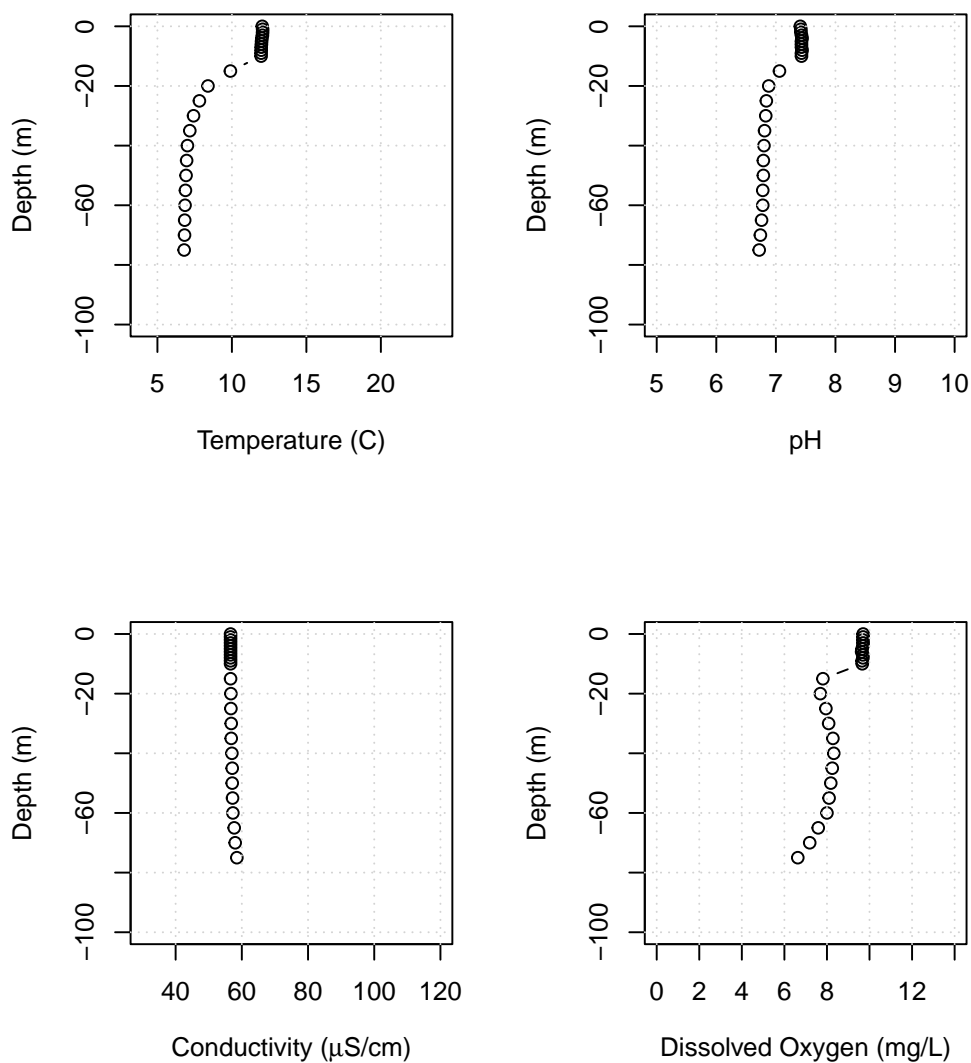 0
−20
−60
−100
Depth (m)
5 10 15 20
Temperature (C)
0
−20
−60
−100
Depth (m)
5 6 7 8 9 10
pH
0
−20
−60
−100
Depth (m)
40 60 80 100 120
Conductivity (μS/cm)
0
−20
−60
−100
Depth (m)
0 2 4 6 8 12
Dissolved Oxygen (mg/L)